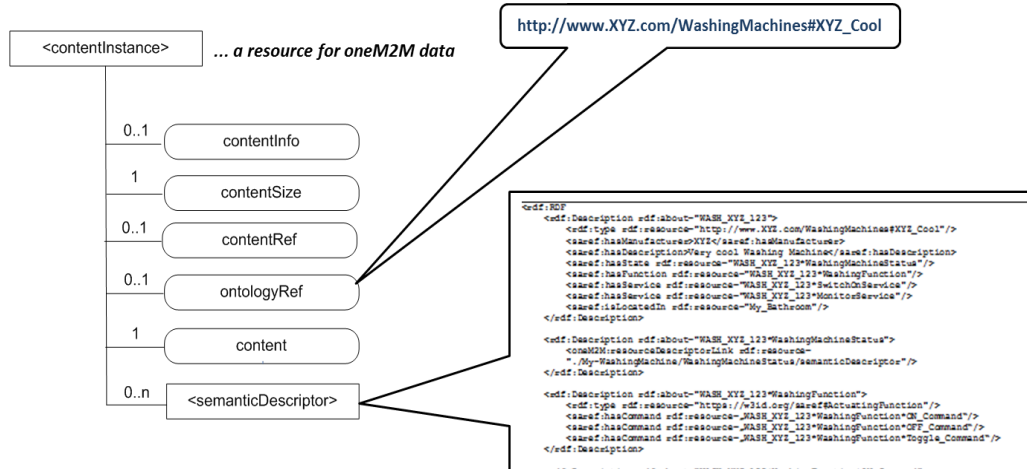 http://www.XYZ.com/WashingMachines#XYZ_Cool
<contentInstance>
... a resource for oneM2M data
0..1
contentInfo
1
contentSize
0..1
contentRef
0..1
ontologyRef
1
content
0..n
<semanticDescriptor>
<rdf:RDF
<rdf:Description rdf:about="WASH_XYZ_123">
<rdf:type rdf:resource="http://www.XYZ.com/WashingMachines#XYZ_Cool"/>
<saref:hasManufacturer>XYZ</saref:hasManufacturer>
<saref:hasDescription>Very cool Washing Machine</saref:hasDescription>
<saref:hasState rdf:resource="WASH_XYZ_123*WashingMachineStatus"/>
<saref:hasFunction rdf:resource="WASH_XYZ_123*WashingFunction"/>
<saref:hasService rdf:resource="WASH_XYZ_123*SwitchOnService"/>
<saref:hasService rdf:resource="WASH_XYZ_123*MonitorService"/>
<saref:isLocatedIn rdf:resource="My_Bathroom"/>
</rdf:Description>
<rdf:Description rdf:about="WASH_XYZ_123*WashingMachineStatus">
<oneM2M:resourceDescriptorLink rdf:resource=
"./My-WashingMachine/WashingMachineStatus/semanticDescriptor"/>
</rdf:Description>
<rdf:Description rdf:about="WASH_XYZ_123*WashingFunction">
<rdf:type rdf:resource="https://w3id.org/saref#ActuatingFunction"/>
<saref:hasCommand rdf:resource=„WASH_XYZ_123*WashingFunction*ON_Command"/>
<saref:hasCommand rdf:resource=„WASH_XYZ_123*WashingFunction*OFF_Command"/>
<saref:hasCommand rdf:resource=„WASH_XYZ_123*WashingFunction*Toggle_Command"/>
</rdf:Description>